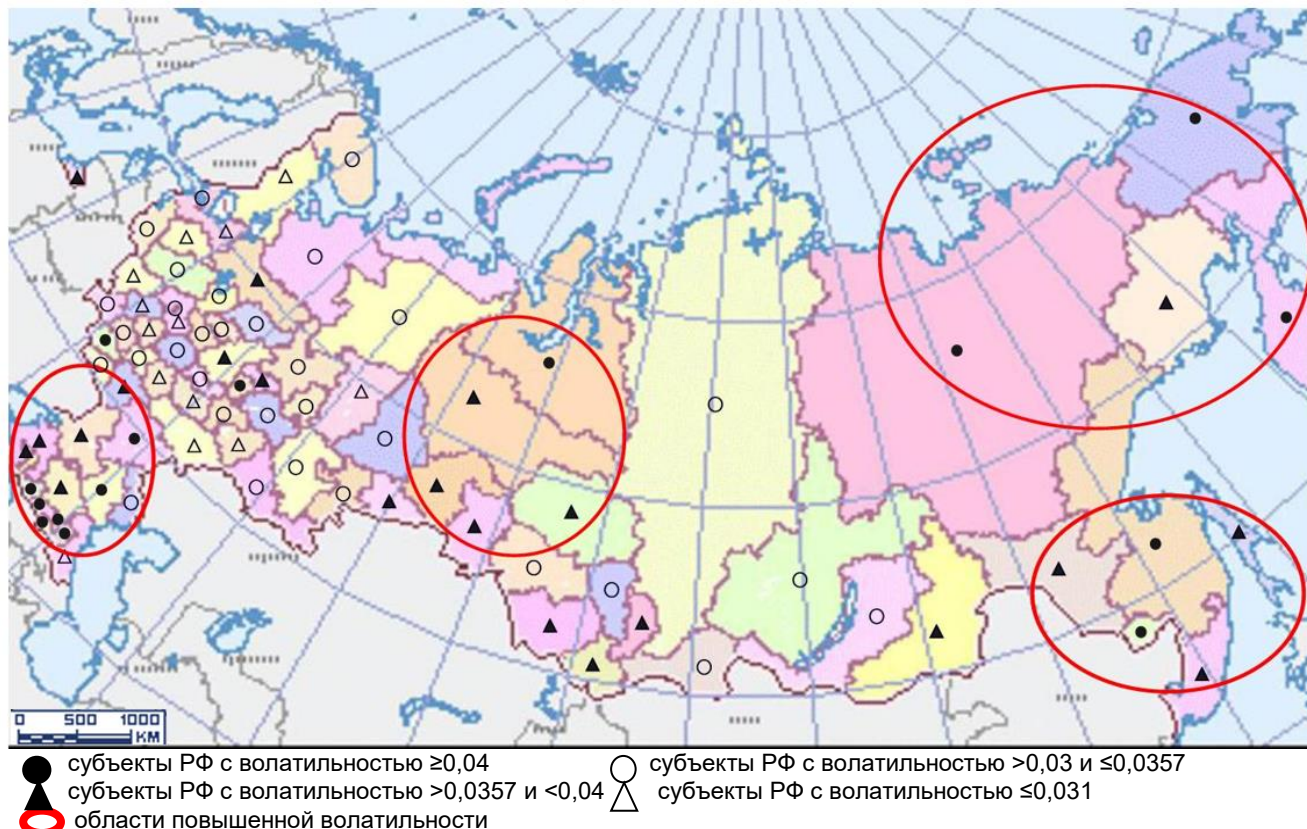 0 500 1000
КМ
субъекты РФ с волатильностью ≥0,04
субъекты РФ с волатильностью >0,03 и ≤0,0357
субъекты РФ с волатильностью >0,0357 и <0,04
субъекты РФ с волатильностью ≤0,031
области повышенной волатильности